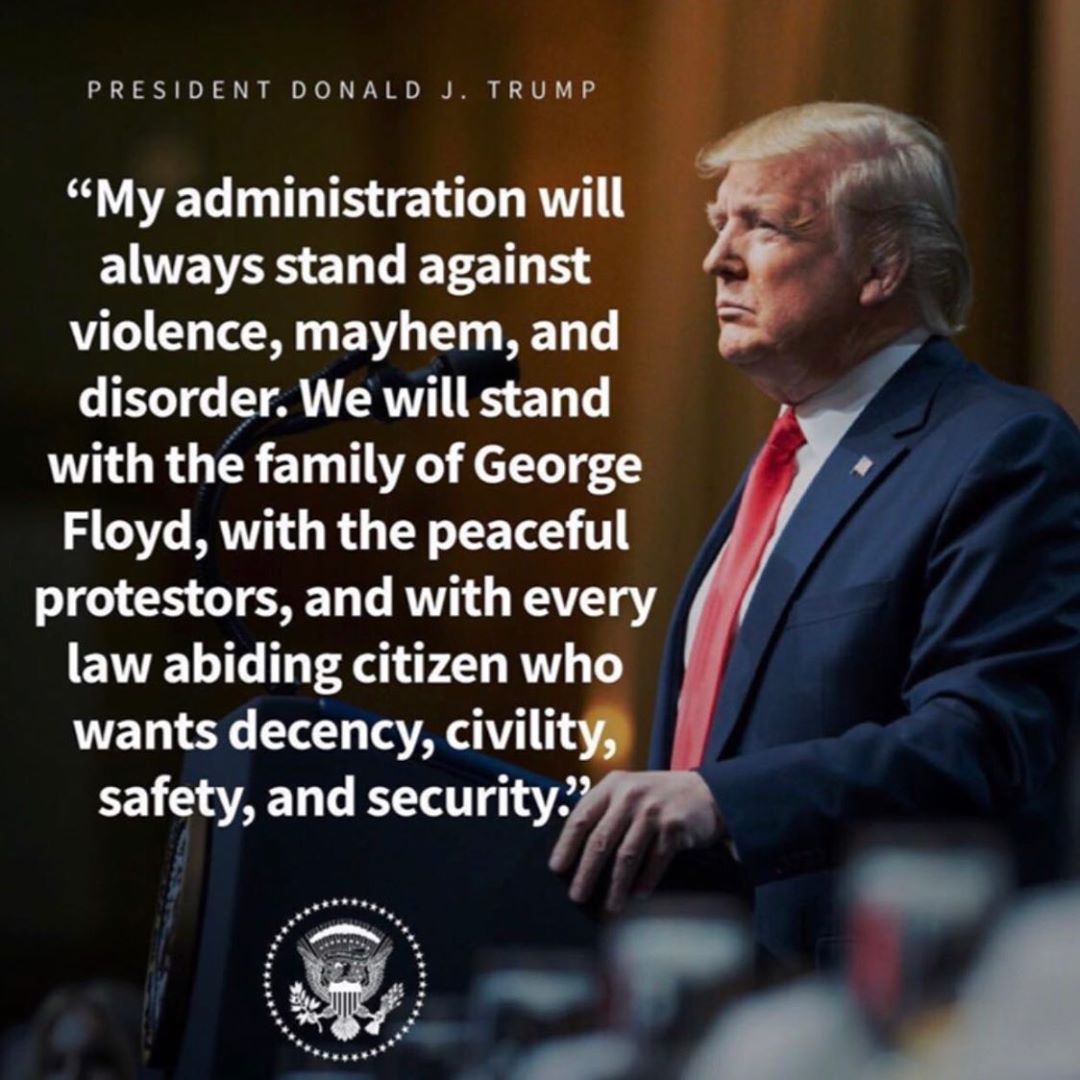 PRESIDENT DONALD J. TRUMP
“My administration will
always stand against
violence, mayhem, and
disorder. We will stand
with the family of George
Floyd, with the peaceful
protestors, and with every
law abiding citizen who
wants decency, civility,
safety, and security.”